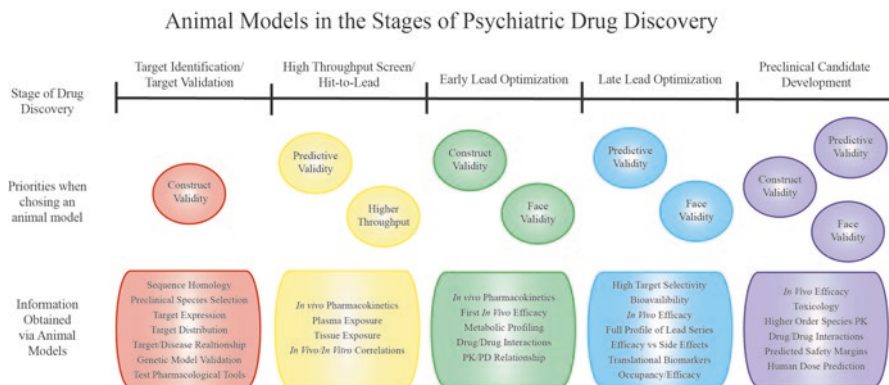 Animal Models in the Stages of Psychiatric Drug Discovery
Stage of Drug
Discovery
Target Identification/
Target Validation
High Throughput Screen/
Hit-to-Lead
Early Lead Optimization
Late Lead Optimization
Preclinical Candidate
Development
Priorities when
chosing an
animal model
Construct
Validity
Predictive
Validity
Higher
Throughput
Construct
Validity
Face
Validity
Predictive
Validity
Face
Validity
Construct
Validity
Predictive
Validity
Face
Validity
Information
Obtained
via Animal
Models
Sequence Homology
Preclinical Species Selection
Target Expression
Target Distribution
Target/Disease Realtionship
Genetic Model Validation
Test Pharmacological Tools
In vivo Pharmacokinetics
Plasma Exposure
Tissue Exposure
In Vivo/In Vitro Correlations
In vivo Pharmacokinetics
First In Vivo Efficacy
Metabolic Profiling
Drug/Drug Interactions
PK/PD Relationship
High Target Selectivity
Bioavailibility
In Vivo Efficacy
Full Profile of Lead Series
Efficacy vs Side Effects
Translational Biomarkers
Occupancy/Efficacy
In Vivo Efficacy
Toxicology
Higher Order Species PK
Drug/Drug Interactions
Predicted Safety Margins
Human Dose Prediction